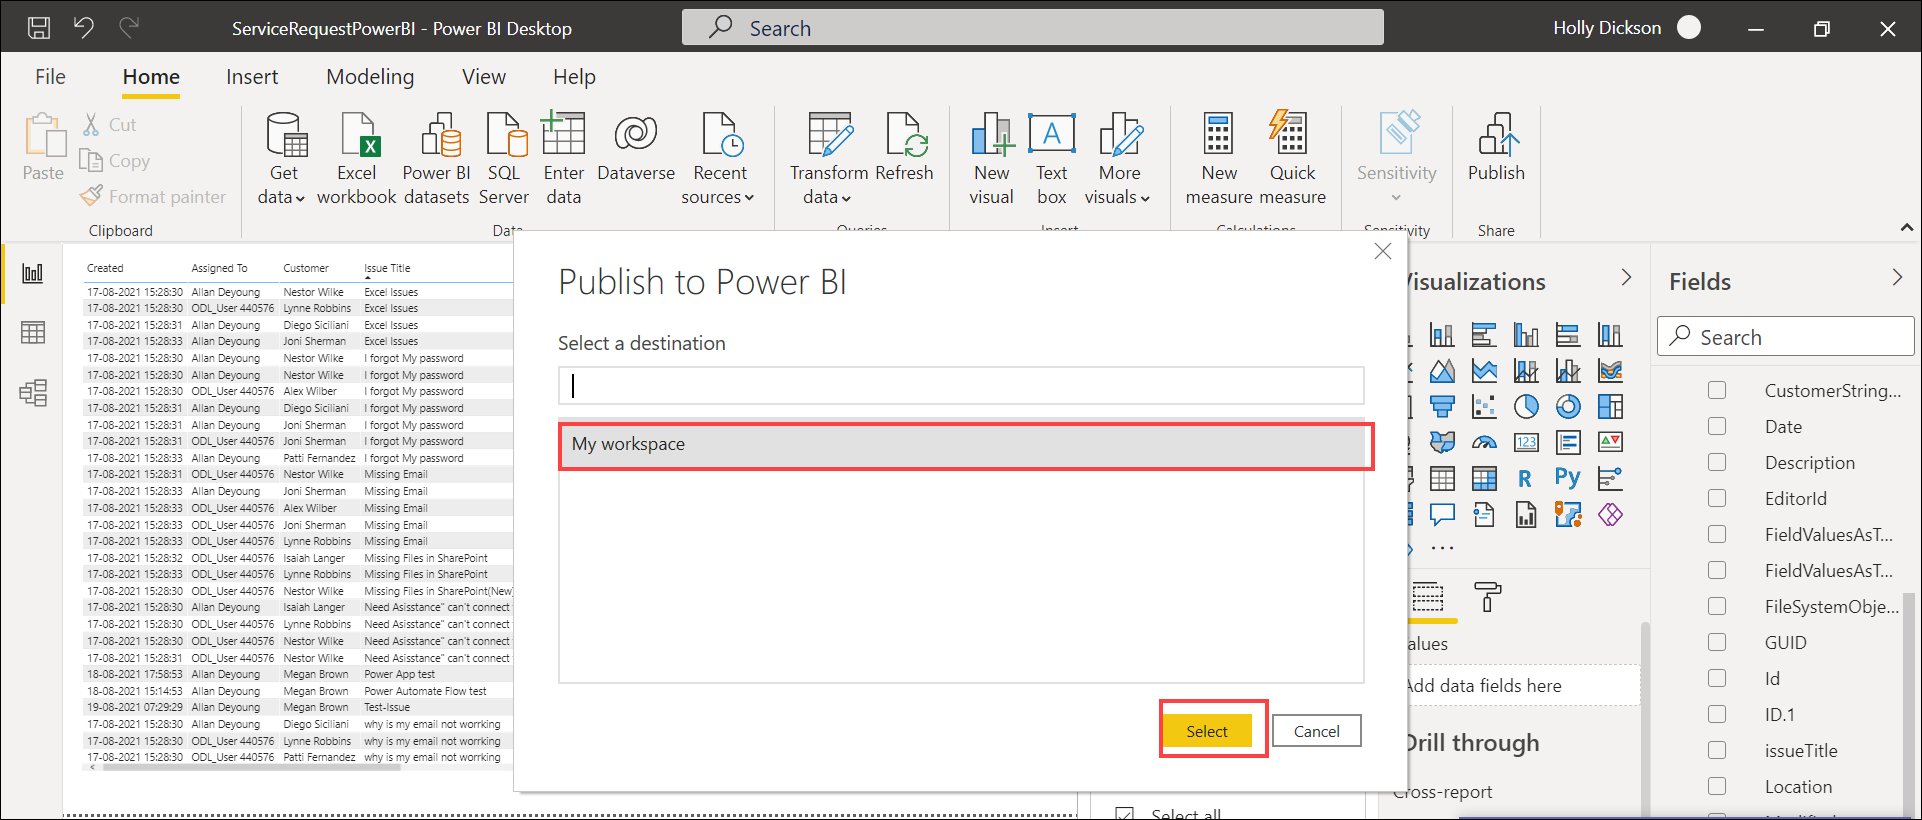 ServiceRequestPowerBI - Power BI Desktop
Search
Holly Dickson
File Home Insert Modeling View Help
Paste
Cut
Copy
Format painter
Clipboard
Get data
Excel workbook
Power BI datasets
SQL Server
Enter data
Dataverse
Recent sources
Data
Transform data
Refresh
Queries
New visual
Text box
A
More visuals
Insert
New measure
Quick measure
Calculations
Sensitivity
Sensitivity
Publish
Share
Created Assigned To Customer Issue Title
17-08-2021 15:28:30 Allan Deyoung Nestor Wilke Excel Issues
17-08-2021 15:28:30 ODL_User 440576 Lynne Robbins Excel Issues
17-08-2021 15:28:31 Allan Deyoung Diego Siciliani Excel Issues
17-08-2021 15:28:33 Allan Deyoung Joni Sherman Excel Issues
17-08-2021 15:28:30 Allan Deyoung Nestor Wilke I forgot My password
17-08-2021 15:28:30 Allan Deyoung Nestor Wilke I forgot My password
17-08-2021 15:28:30 ODL_User 440576 Alex Wilber I forgot My password
17-08-2021 15:28:31 Allan Deyoung Diego Siciliani I forgot My password
17-08-2021 15:28:31 Allan Deyoung Joni Sherman I forgot My password
17-08-2021 15:28:31 ODL_User 440576 Joni Sherman I forgot My password
17-08-2021 15:28:33 Allan Deyoung Patti Fernandez I forgot My password
17-08-2021 15:28:31 ODL_User 440576 Nestor Wilke Missing Email
17-08-2021 15:28:33 Allan Deyoung Joni Sherman Missing Email
17-08-2021 15:28:33 ODL_User 440576 Alex Wilber Missing Email
17-08-2021 15:28:33 ODL_User 440576 Joni Sherman Missing Email
17-08-2021 15:28:33 ODL_User 440576 Lynne Robbins Missing Email
17-08-2021 15:28:32 ODL_User 440576 Isaiah Langer Missing Files in SharePoint
17-08-2021 15:28:33 ODL_User 440576 Lynne Robbins Missing Files in SharePoint
17-08-2021 15:28:30 ODL_User 440576 Nestor Wilke Missing Files in SharePoint(New)
17-08-2021 15:28:30 Allan Deyoung Isaiah Langer Need Asisstance" can't connect
17-08-2021 15:28:30 ODL_User 440576 Lynne Robbins Need Asisstance" can't connect
17-08-2021 15:28:30 ODL_User 440576 Nestor Wilke Need Asisstance" can't connect
17-08-2021 15:28:31 ODL_User 440576 Nestor Wilke Need Asisstance" can't connect
18-08-2021 17:58:53 Allan Deyoung Megan Brown Power App test
18-08-2021 15:14:53 Allan Deyoung Megan Brown Power Automate Flow test
19-08-2021 07:29:29 Allan Deyoung Megan Brown Test-Issue
17-08-2021 15:28:30 Allan Deyoung Diego Siciliani why is my email not worrking
17-08-2021 15:28:30 ODL_User 440576 Lynne Robbins why is my email not worrking
17-08-2021 15:28:30 ODL_User 440576 Patti Fernandez why is my email not worrking
Publish to Power BI
Select a destination
My workspace
Select
Cancel
Select all
isualizations
123
R
Py
alues
Add data fields here
Drill through
Cross-report
Fields
Search
CustomerString...
Date
Description
EditorId
FieldValuesAsT...
FieldValuesAsT...
FileSystemObje...
GUID
Id
ID.1
issueTitle
Location